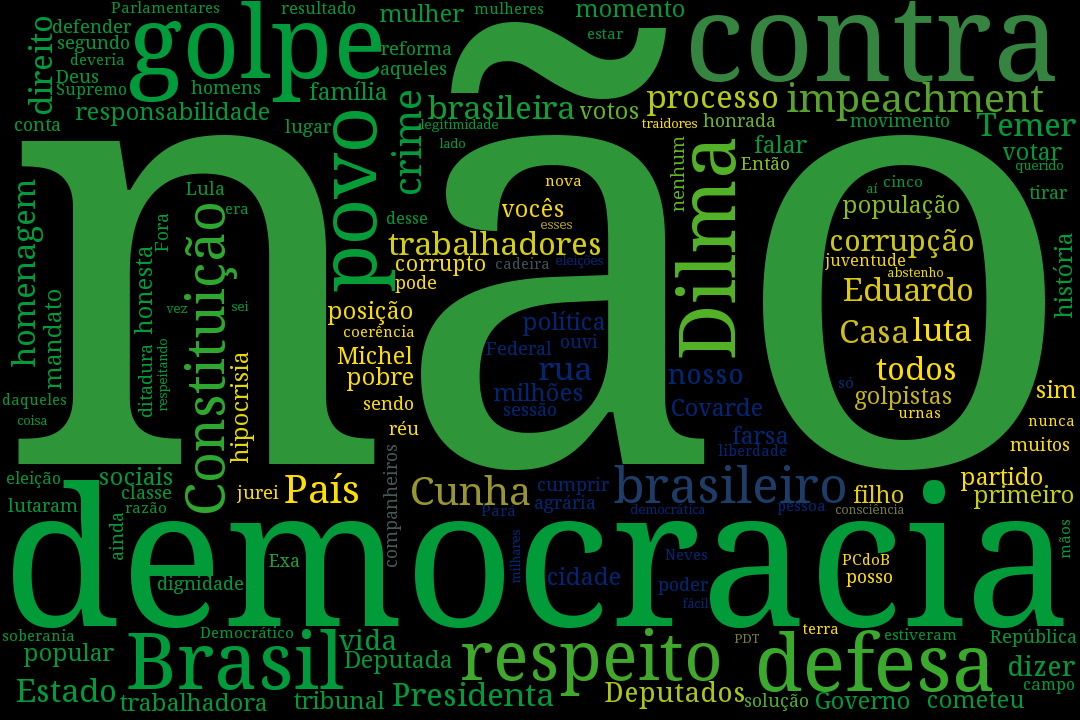 Parlamentares
resultado
mulher
mulheres
momento
contra
defender
golpe
segundo
direito
deveria
reforma
estar
aqueles
Deus
Supremo
homens
família
processo
impeachment
responsabilidade
brasileira
votos
conta
lugar
povo
crime
legitimidade
traidores
honrada
movimento
Temer
lado
nenhum
falar
votar
Então
querido
não
homenagem
Lula
era
nova
Dilma
aí
cinco
tirar
Fora
desse
vocês
esses
população
Constituição
trabalhadores
corrupção
história
honesta
corrupto
cadeira
eleições
juventude
pode
abstenho
mandato
Eduardo
vez
sei
posição
política
coerência
Casa
luta
ditadura
respeitando
hipocrisia
Michel
Federal
ouvi
pobre
rua
nosso
todos
milhões
só
sim
daqueles
sendo
sessão
Covarde
golpistas
urnas
coisa
réu
farsa
nunca
liberdade
muitos
eleição
sociais
companheiros
partido
jurei
País
Cunha
cumprir
brasileiro
filho
primeiro
classe
lutaram
razão
Pará
agrária
democrática
pessoa
consciência
democracia
ainda
milhares
mãos
Exa
Neves
PCdoB
dignidade
cidade
poder
posso
fácil
soberania
Democrático
vida
respeito
PDT
terra
defesa
estiveram
República
popular
Brasil
Deputada
dizer
Estado
trabalhadora
tribunal
Presidenta
Deputados
solução
Governo
cometeu
campo